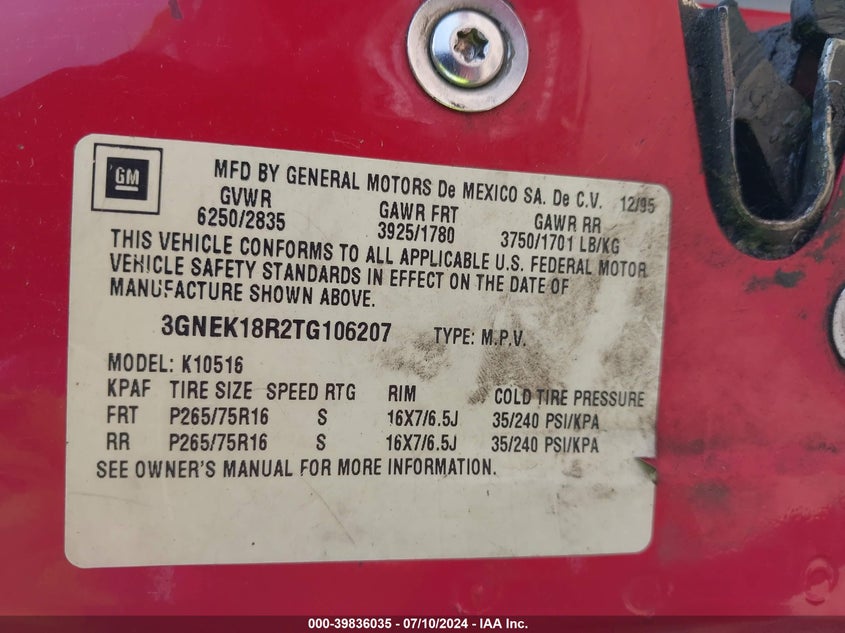 GM
MFD BY GENERAL MOTORS De MEXICO SA. De C.V. 12/95
GVWR GAWR FRT GAWR RR
6250/2835 3925/1780 3750/1701 LB/KG
THIS VEHICLE CONFORMS TO ALL APPLICABLE U.S. FEDERAL MOTOR
VEHICLE SAFETY STANDARDS IN EFFECT ON THE DATE OF
MANUFACTURE SHOWN ABOVE.
3GNEK18R2TG106207 TYPE: M.P.V.
MODEL: K10516
KPAF TIRE SIZE SPEED RTG RIM COLD TIRE PRESSURE
FRT P265/75R16 S 16X7/6.5J 35/240 PSI/KPA
RR P265/75R16 S 16X7/6.5J 35/240 PSI/KPA
SEE OWNER'S MANUAL FOR MORE INFORMATION.
000-39836035 - 07/10/2024 - IAA Inc.